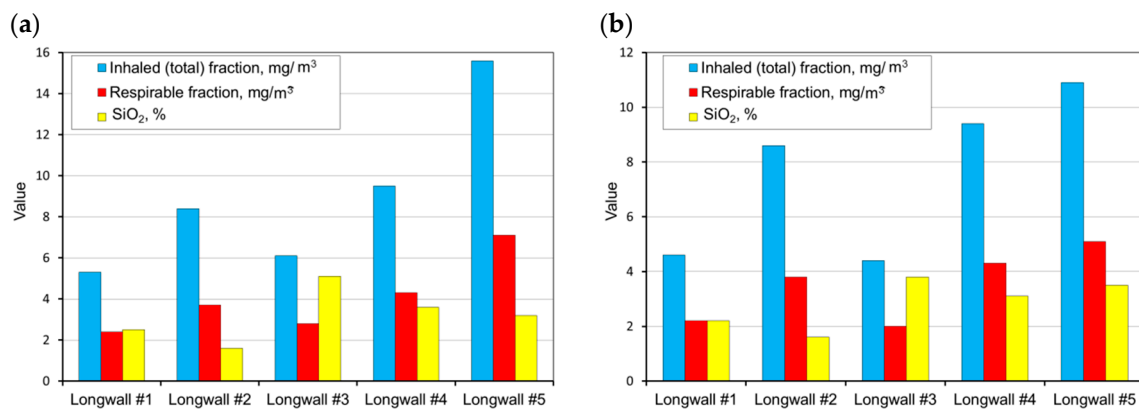 (a)
16
14
12
10
8
6
4
2
0
Value
Inhaled (total) fraction, mg/ m³
Respirable fraction, mg/m³
SiO₂, %
Longwall #1 Longwall #2 Longwall #3 Longwall #4 Longwall #5
(b)
12
10
8
6
4
2
0
Value
Inhaled (total) fraction, mg/ m³
Respirable fraction, mg/m³
SiO₂, %
Longwall #1 Longwall #2 Longwall #3 Longwall #4 Longwall #5